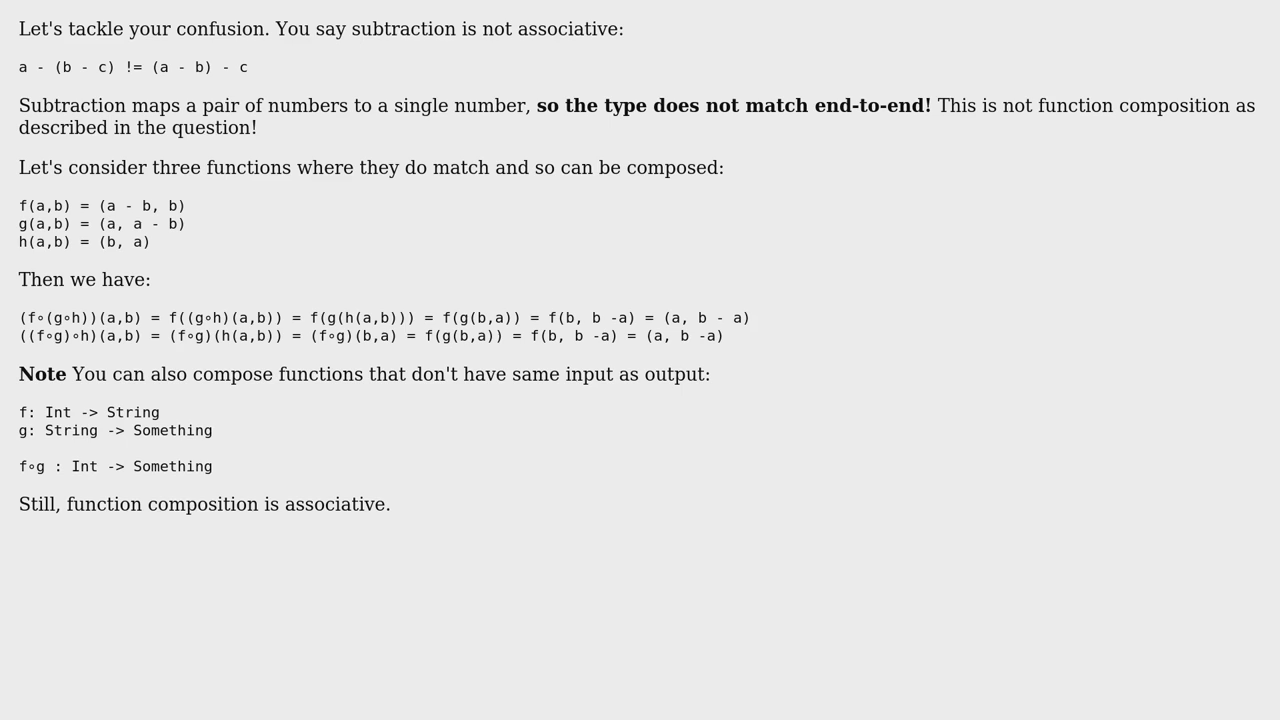 Let's tackle your confusion. You say subtraction is not associative:
a - (b - c) != (a - b) - c
Subtraction maps a pair of numbers to a single number, so the type does not match end-to-end! This is not function composition as
described in the question!
Let's consider three functions where they do match and so can be composed:
f(a,b) = (a - b, b)
g(a,b) = (a, a - b)
h(a,b) = (b, a)
Then we have:
(f∘(g∘h))(a,b) = f((g∘h)(a,b)) = f(g(h(a,b))) = f(g(b,a)) = f(b, b -a) = (a, b - a)
((f∘g)∘h)(a,b) = (f∘g)(h(a,b)) = (f∘g)(b,a) = f(g(b,a)) = f(b, b -a) = (a, b -a)
Note You can also compose functions that don't have same input as output:
f: Int -> String
g: String -> Something
f∘g : Int -> Something
Still, function composition is associative.